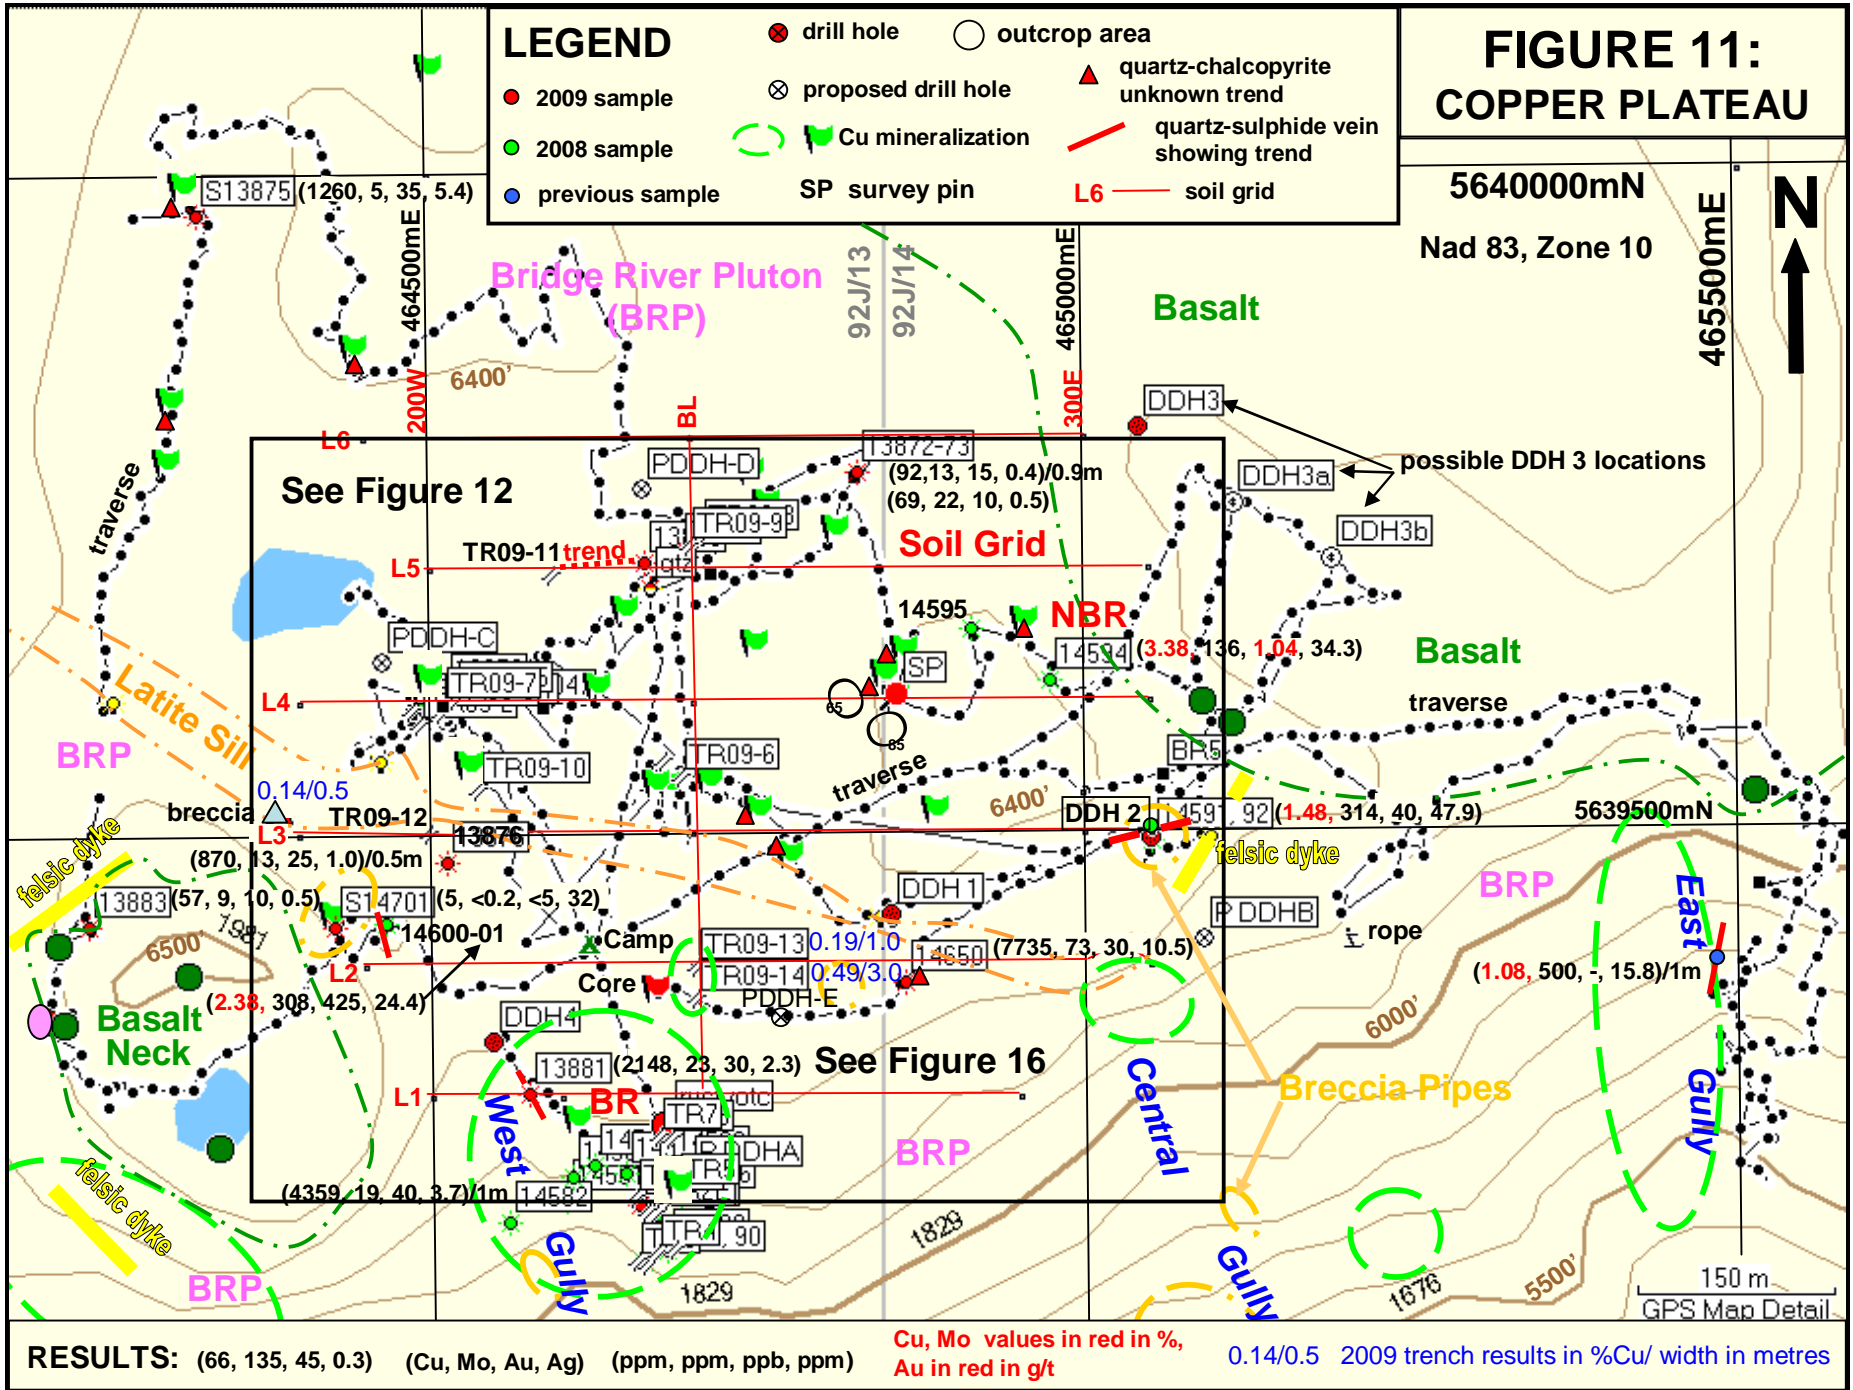 LEGEND
drill hole
outcrop area
2009 sample
proposed drill hole
quartz-chalcopyrite
unknown trend
2008 sample
Cu mineralization
quartz-sulphide vein
showing trend
previous sample
SP survey pin
L6
soil grid
FIGURE 11:
COPPER PLATEAU
5640000mN
Nad 83, Zone 10
N
S13875
(1260, 5, 35, 5.4)
464500mE
465000mE
465500mE
92J/13
92J/14
Bridge River Pluton
(BRP)
Basalt
6400'
200W
BL
300E
DDH3
L6
13872-73
possible DDH 3 locations
PDDH-D
(92,13, 15, 0.4)/0.9m
DDH3a
See Figure 12
(69, 22, 10, 0.5)
traverse
TR09-9
DDH3b
Soil Grid
TR09-11
trend
qtz
L5
14595
NBR
PDDH-C
14594
(3.38, 136, 1.04, 34.3)
Basalt
SP
TR09-7
Latite Sill
L4
65
traverse
85
BRP
TR09-6
BR5
TR09-10
traverse
0.14/0.5
6400'
breccia
TR09-12
DDH 2
92
(1.48, 314, 40, 47.9)
5639500mN
L3
13876
felsic dyke
felsic dyke
(870, 13, 25, 1.0)/0.5m
BRP
13883
(57, 9, 10, 0.5)
S14701
(5, <0.2, <5, 32)
DDH 1
East
PDDHB
1981
14600-01
Camp
rope
6500'
TR09-13
0.19/1.0
14650
(7735, 73, 30, 10.5)
L2
Core
TR09-14
0.49/3.0
(1.08, 500, -, 15.8)/1m
(2.38, 308, 425, 24.4)
PDDH-E
Basalt
Neck
DDH4
6000'
See Figure 16
13881
(2148, 23, 30, 2.3)
Central
Breccia Pipes
Gully
L1
BR
West
TR7
BRP
felsic dyke
(4359, 19, 40, 3.7)/1m
14582
90
1829
Gully
Gully
BRP
1829
1676
5500'
150 m
GPS Map Detail
RESULTS: (66, 135, 45, 0.3) (Cu, Mo, Au, Ag) (ppm, ppm, ppb, ppm)
Cu, Mo values in red in %,
Au in red in g/t
0.14/0.5 2009 trench results in %Cu/ width in metres